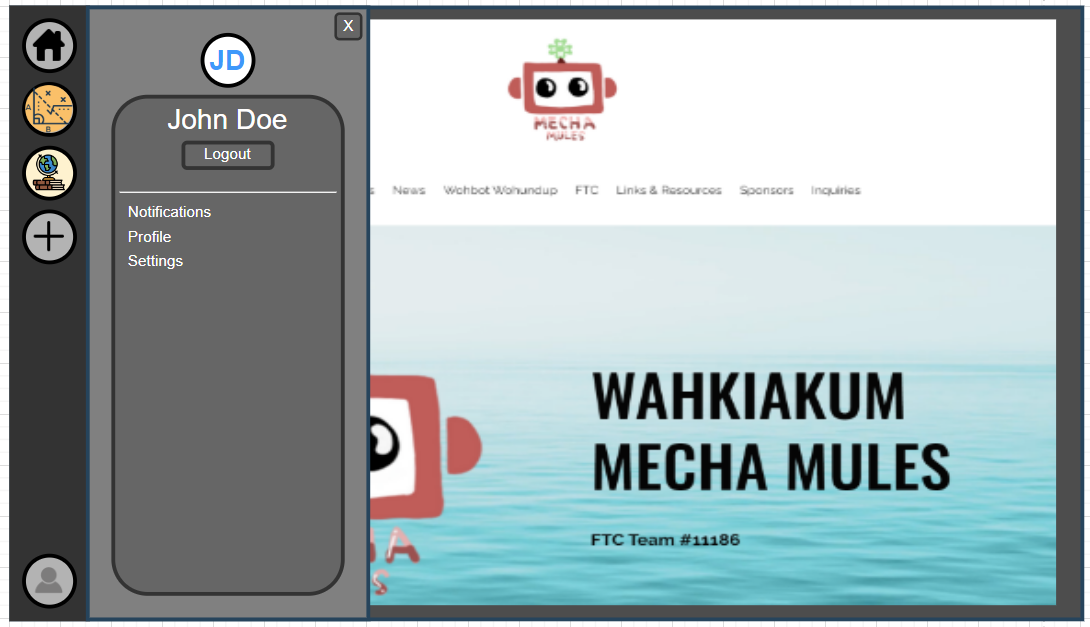 X
JD
John Doe
Logout
Notifications
Profile
Settings
A
B
MECHA
MULES
s News Wohbot Wohundup FTC Links & Resources Sponsors Inquiries
WAHKIAKUM
MECHA MULES
FTC Team #11186
A
S